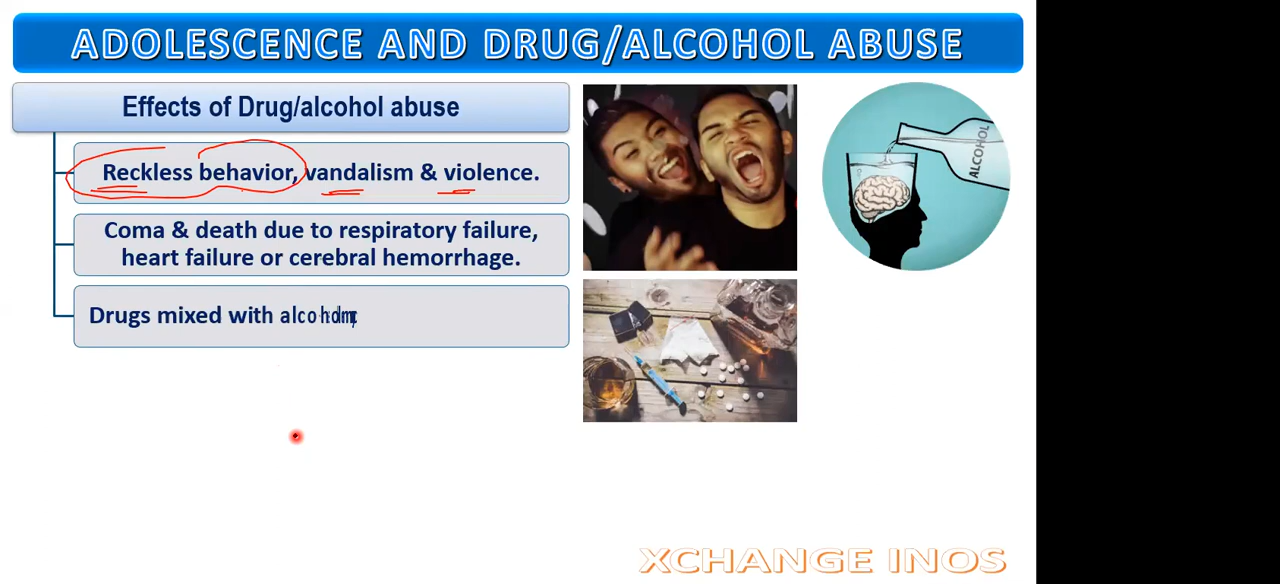 ADOLESCENCE AND DRUG/ALCOHOL ABUSE
Effects of Drug/alcohol abuse
Reckless behavior, vandalism & violence.
Coma & death due to respiratory failure,
heart failure or cerebral hemorrhage.
Drugs mixed with
ALCOHOL
XCHANGE INOS